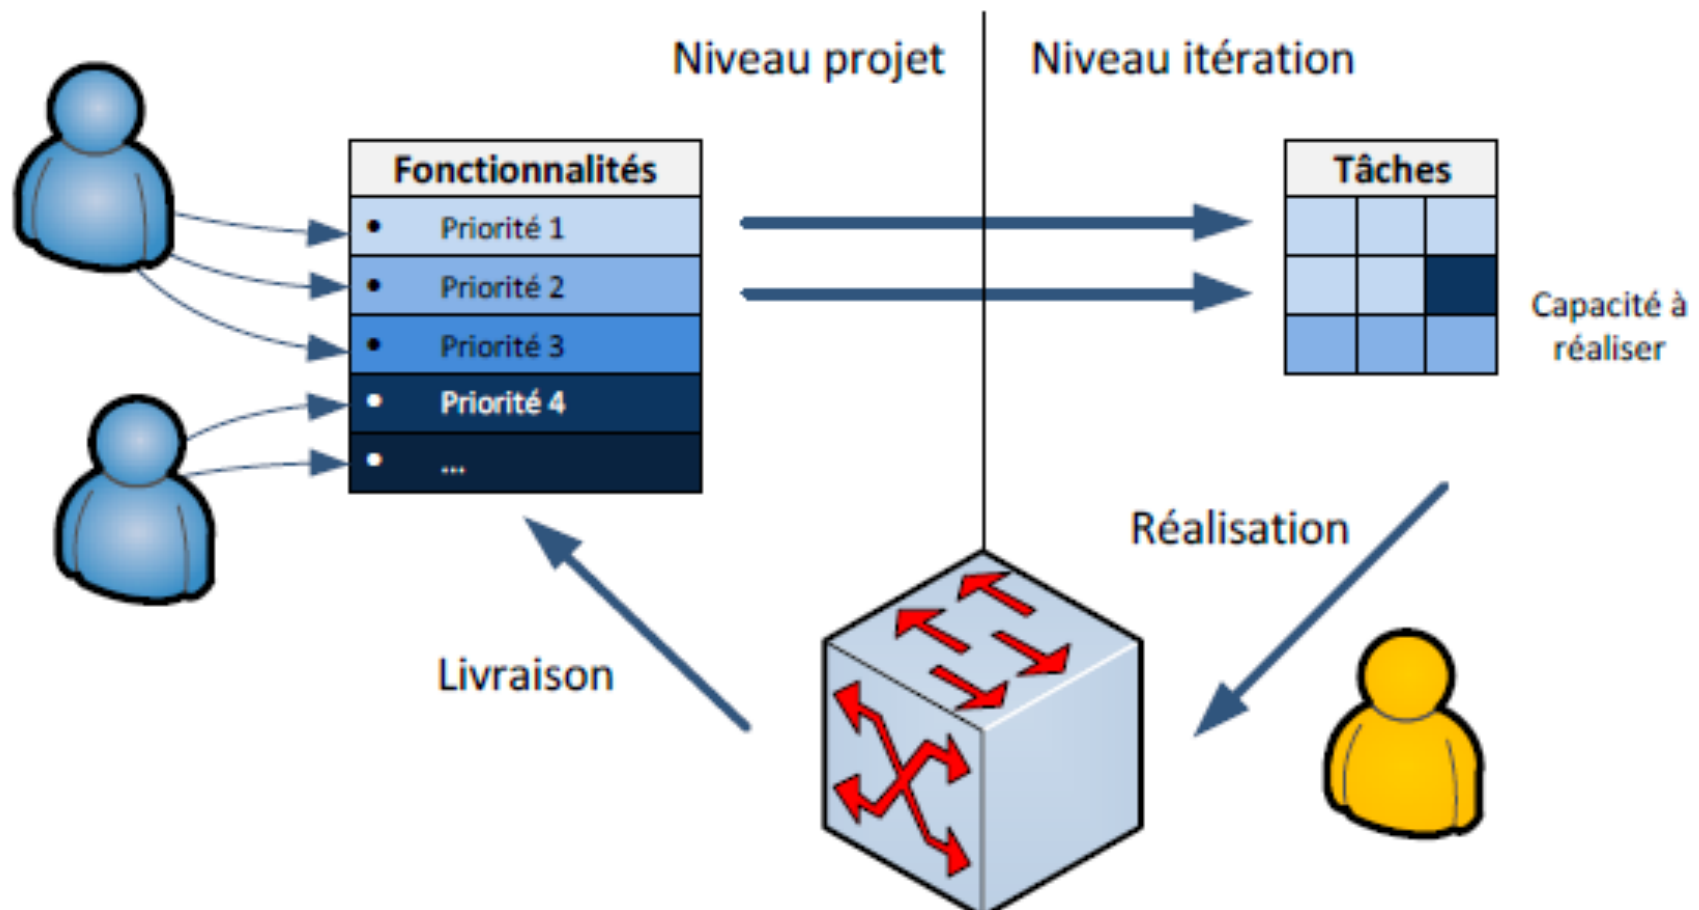 Niveau projet
Niveau itération
Fonctionnalités
• Priorité 1
• Priorité 2
• Priorité 3
• Priorité 4
• ...
Tâches
Capacité à
réaliser
Réalisation
Livraison